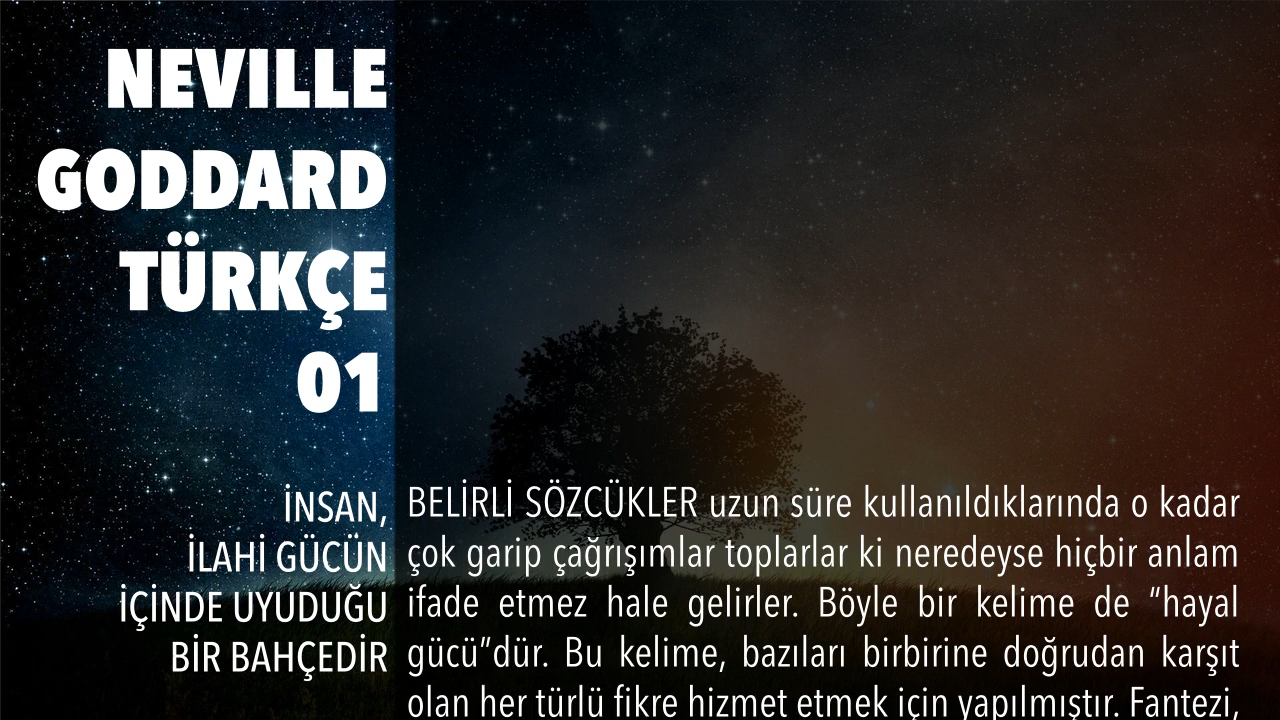 NEVILLE
GODDARD
TÜRKÇE
01
İNSAN,
İLAHİ GÜCÜN
İÇİNDE UYUDUĞU
BİR BAHÇEDİR
BELİRLİ SÖZCÜKLER uzun süre kullanıldıklarında o kadar
çok garip çağrışımlar toplarlar ki neredeyse hiçbir anlam
ifade etmez hale gelirler. Böyle bir kelime de “hayal
gücü”dür. Bu kelime, bazıları birbirine doğrudan karşıt
olan her türlü fikre hizmet etmek için yapılmıştır. Fantezi,